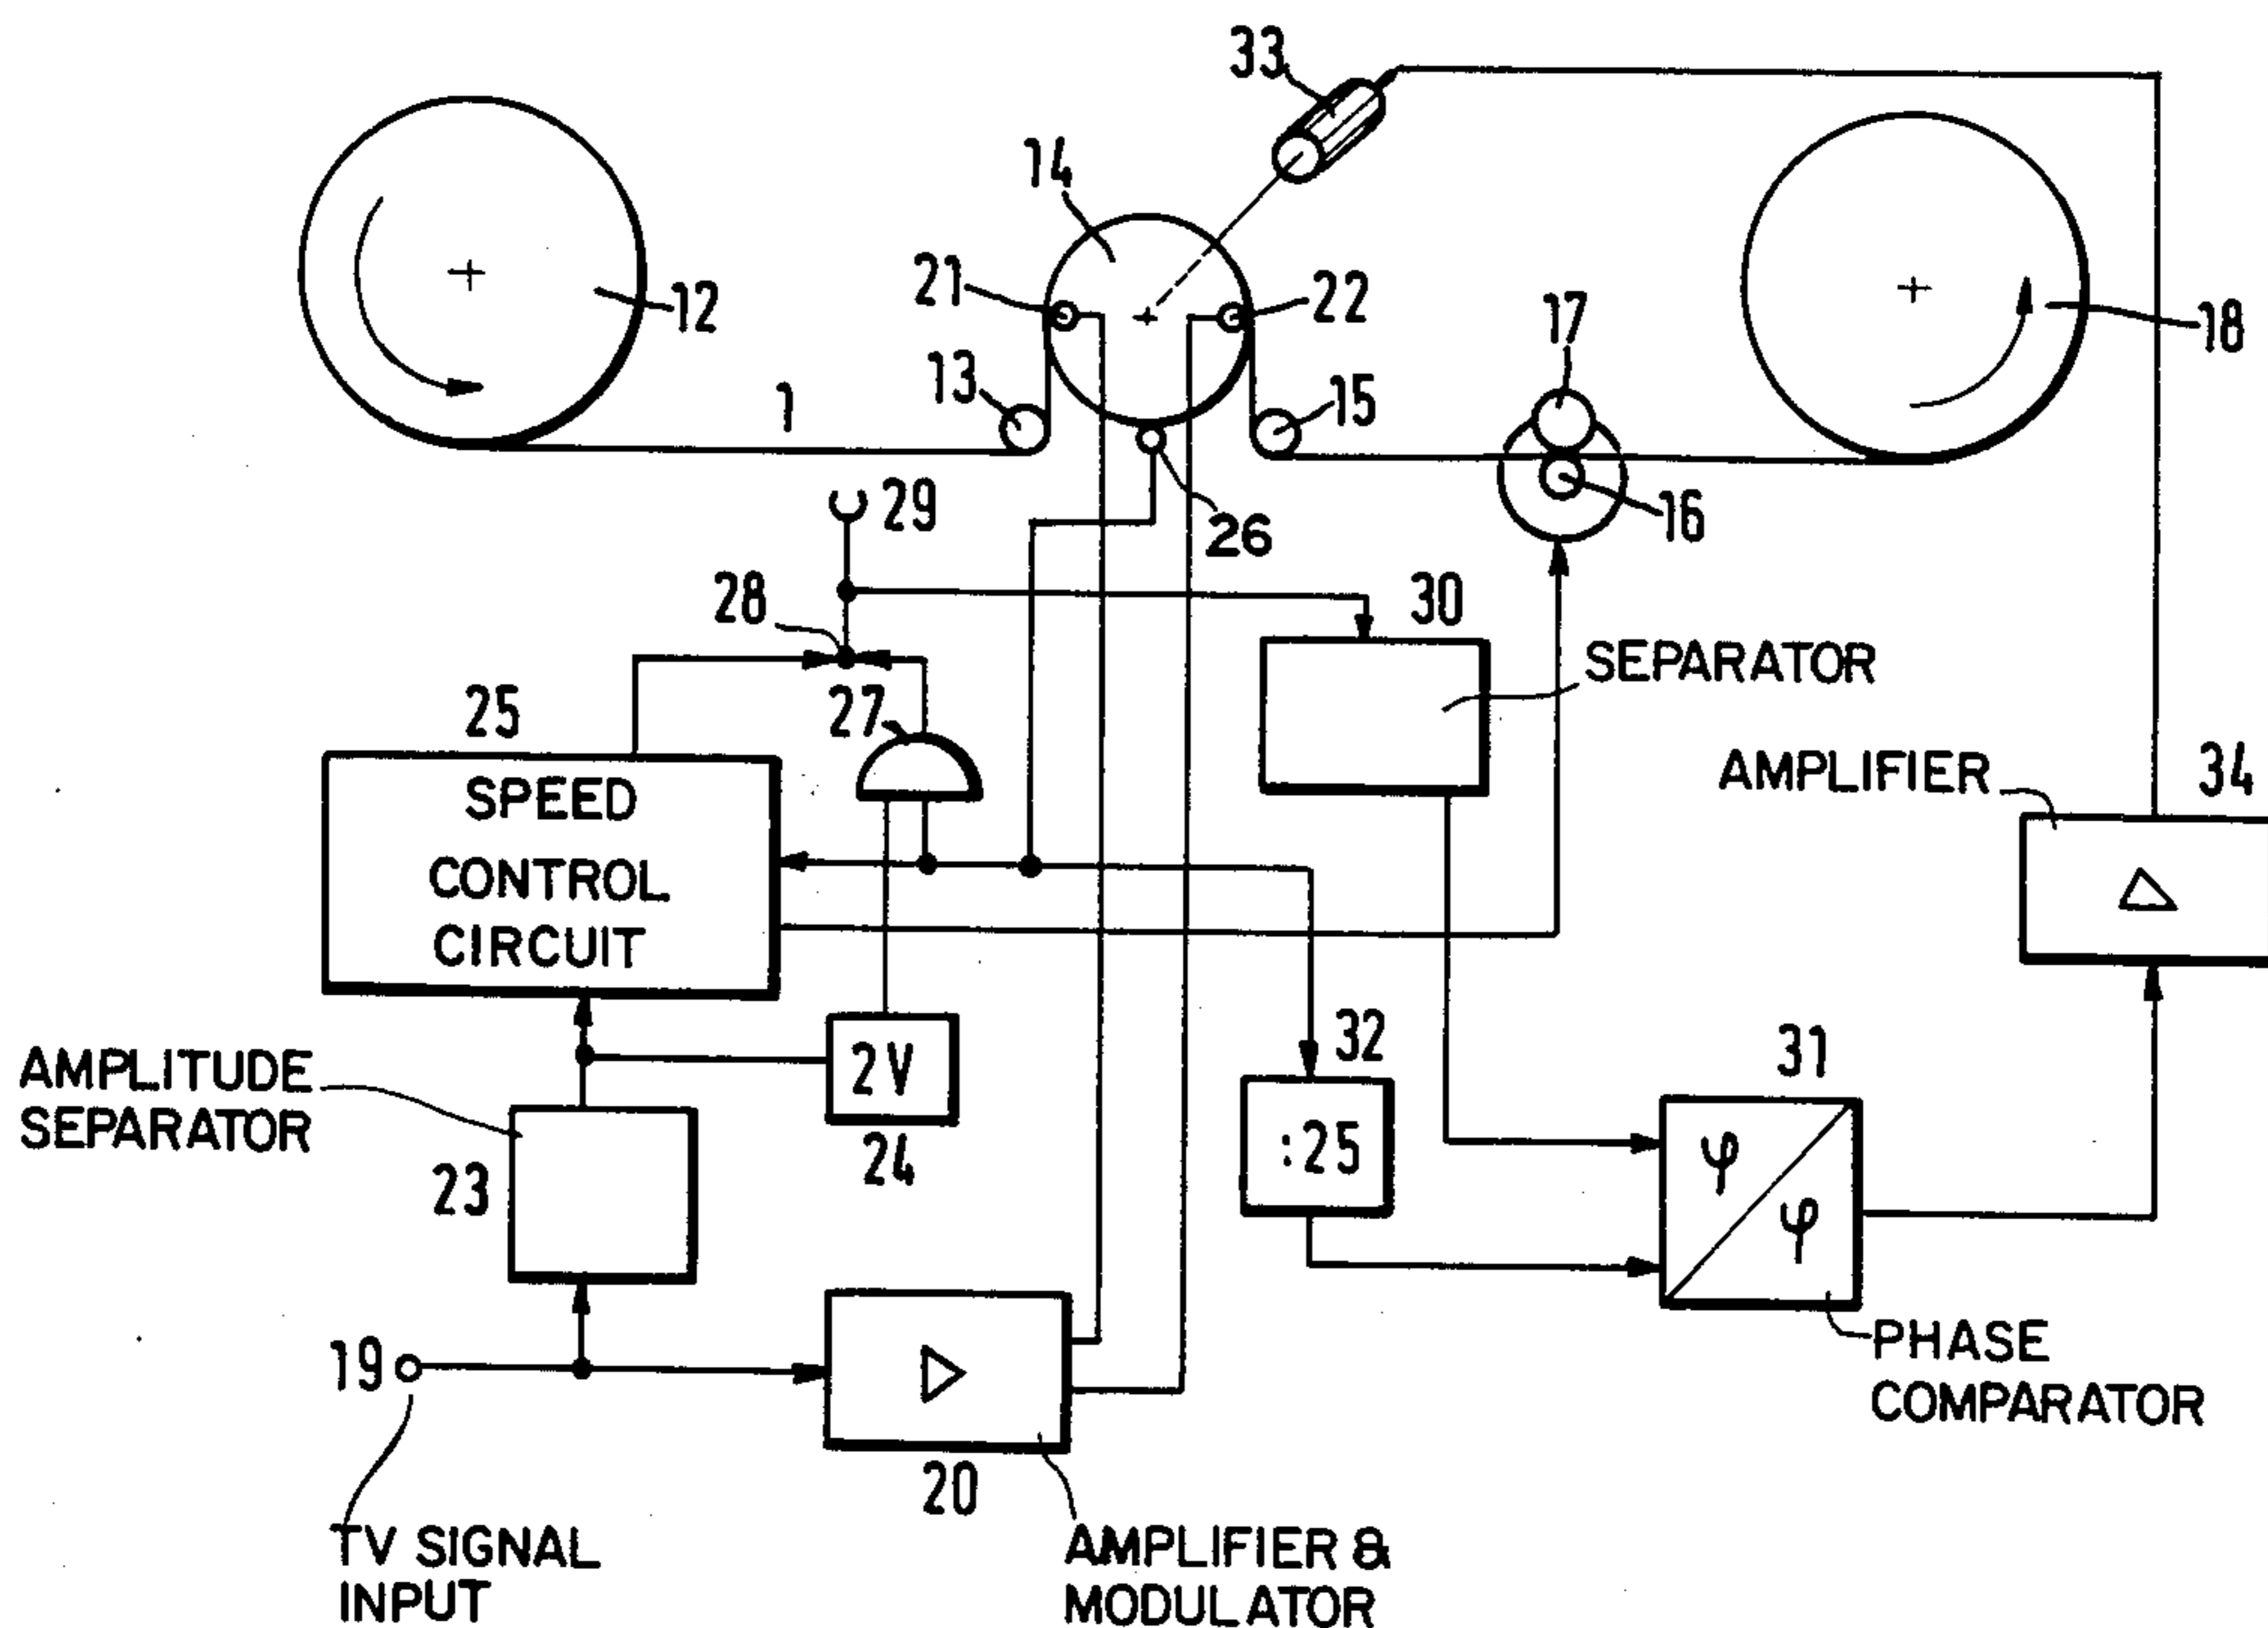 33
14
21
22
12
17
18
13
15
1
29
16
26
28
30
SEPARATOR
25
27
SPEED
CONTROL
CIRCUIT
AMPLIFIER
34
AMPLITUDE
SEPARATOR
2V
24
32
:25
31
φ
φ
23
PHASE
COMPARATOR
19
20
TV SIGNAL
INPUT
AMPLIFIER &
MODULATOR